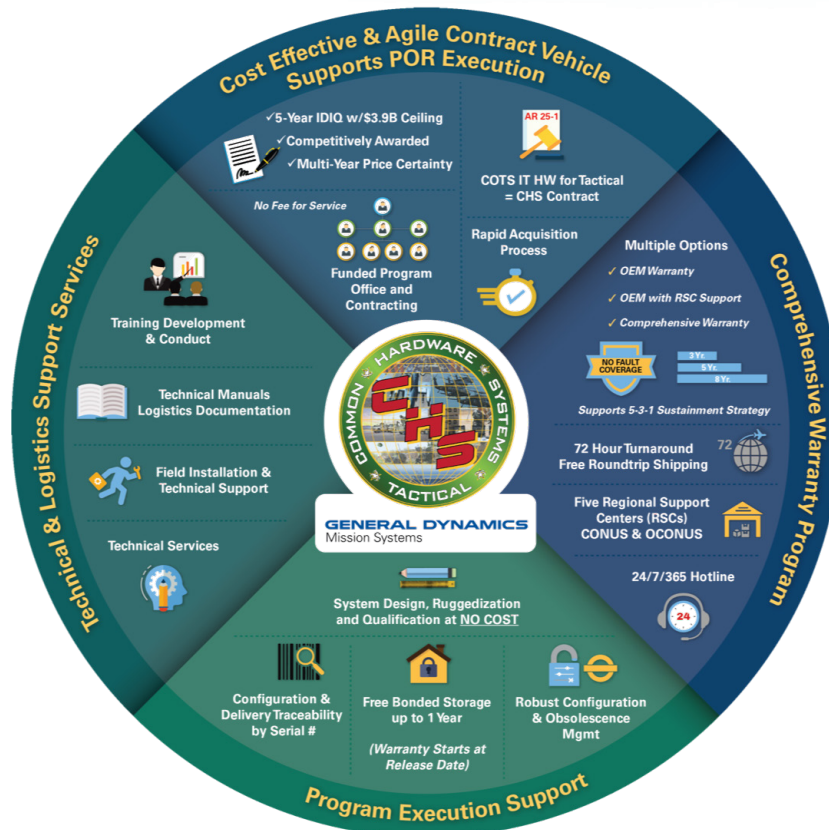 Cost Effective & Agile Contract Vehicle
Supports POR Execution
✓5-Year IDIQ w/$3.9B Ceiling
✓Competitively Awarded
✓Multi-Year Price Certainty
AR 25-1
COTS IT HW for Tactical
= CHS Contract
No Fee for Service
Funded Program
Office and
Contracting
Rapid Acquisition
Process
Comprehensive Warranty Program
Multiple Options
✓ OEM Warranty
✓ OEM with RSC Support
✓ Comprehensive Warranty
NO FAULT
COVERAGE
3 Yr.
5 Yr.
8 Yr.
Supports 5-3-1 Sustainment Strategy
72 Hour Turnaround
Free Roundtrip Shipping
72
Five Regional Support
Centers (RSCs)
CONUS & OCONUS
24/7/365 Hotline
24
Program Execution Support
System Design, Ruggedization
and Qualification at NO COST
Configuration &
Delivery Traceability
by Serial #
Free Bonded Storage
up to 1 Year
(Warranty Starts at
Release Date)
Robust Configuration
& Obsolescence
Mgmt
Technical & Logistics Support Services
Training Development
& Conduct
Technical Manuals
Logistics Documentation
Field Installation &
Technical Support
Technical Services
COMMON HARDWARE SYSTEMS
TACTICAL
CHS
GENERAL DYNAMICS
Mission Systems